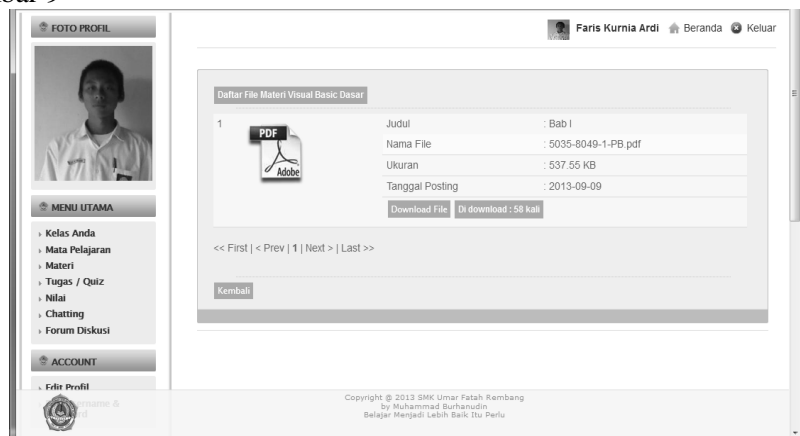 FOTO PROFIL
Faris Kurnia Ardi Beranda Keluar
Daftar File Materi Visual Basic Dasar
1
PDF
Adobe
Judul : Bab I
Nama File : 5035-8049-1-PB.pdf
Ukuran : 537.55 KB
Tanggal Posting : 2013-09-09
Download File Di download : 58 kali
<< First | < Prev | 1 | Next > | Last >>
Kembali
MENU UTAMA
Kelas Anda
Mata Pelajaran
Materi
Tugas / Quiz
Nilai
Chatting
Forum Diskusi
ACCOUNT
Edit Profil
Copyright @ 2013 SMK Umar Fatah Rembang
by Muhammad Burhanudin
Belajar Menjadi Lebih Baik Itu Perlu